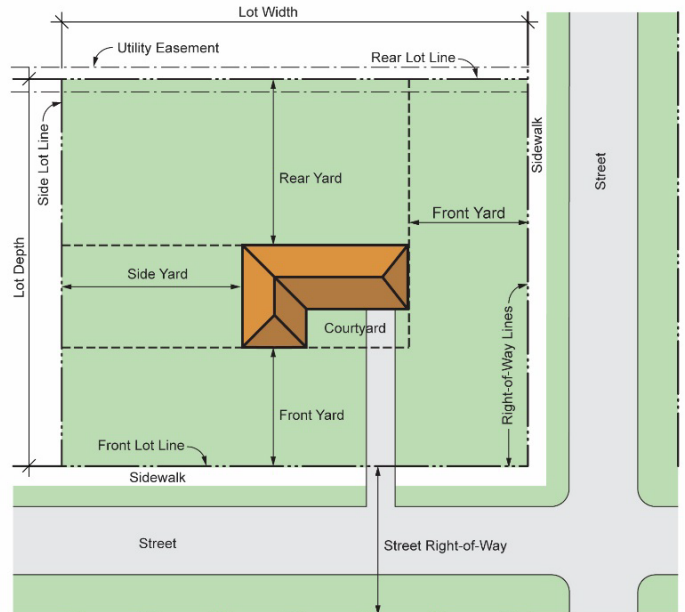 Lot Width
Utility Easement
Rear Lot Line
Side Lot Line
Sidewalk
Street
Rear Yard
Front Yard
Lot Depth
Side Yard
Courtyard
Right-of-Way Lines
Front Yard
Front Lot Line
Sidewalk
Street
Street Right-of-Way